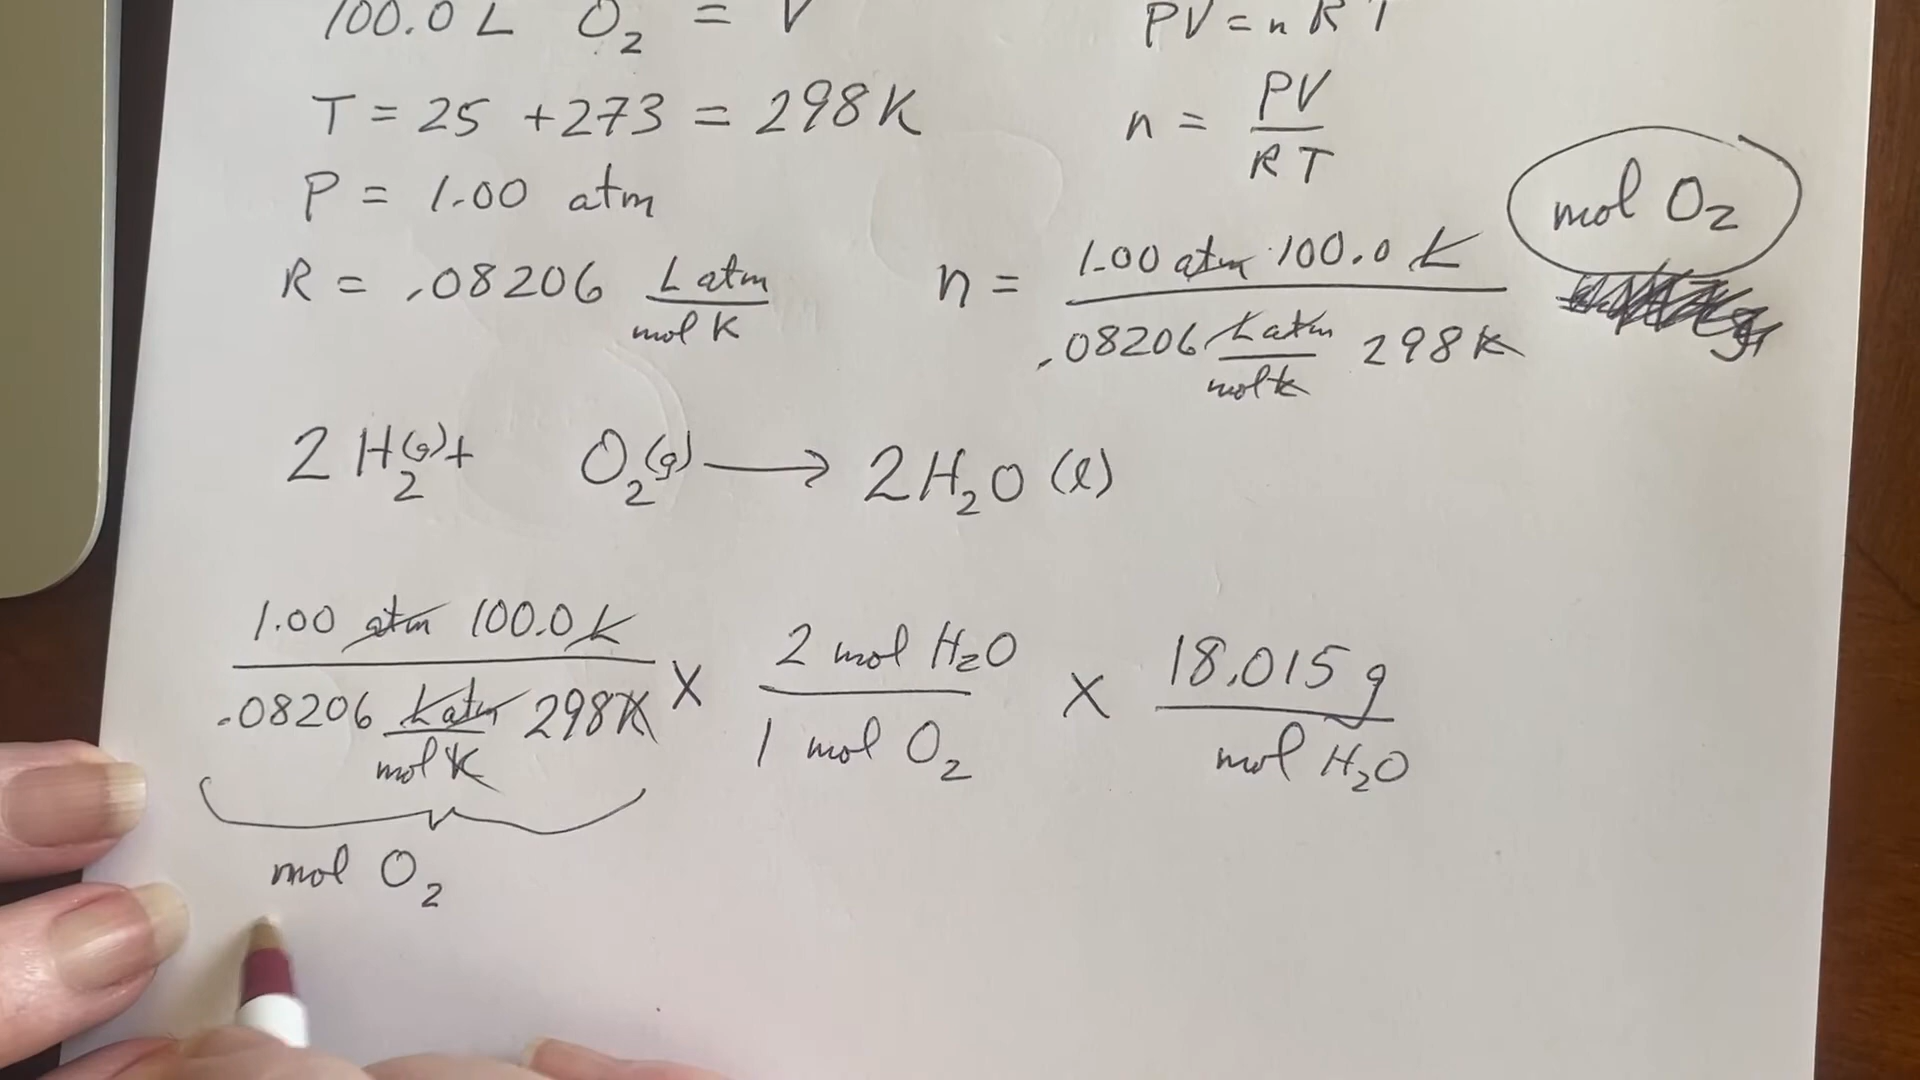 100.0 L O₂ = V
PV = nRT
T = 25 + 273 = 298 K
n = PV / RT
P = 1.00 atm
mol O₂
R = .08206 L atm / mol K
n = 1.00 atm · 100.0 L / .08206 L atm / mol K 298 K
2 H₂(g) + O₂(g) → 2H₂O (l)
1.00 atm 100.0 L / .08206 L atm / mol K 298 K × 2 mol H₂O / 1 mol O₂ × 18.015 g / mol H₂O
mol O₂